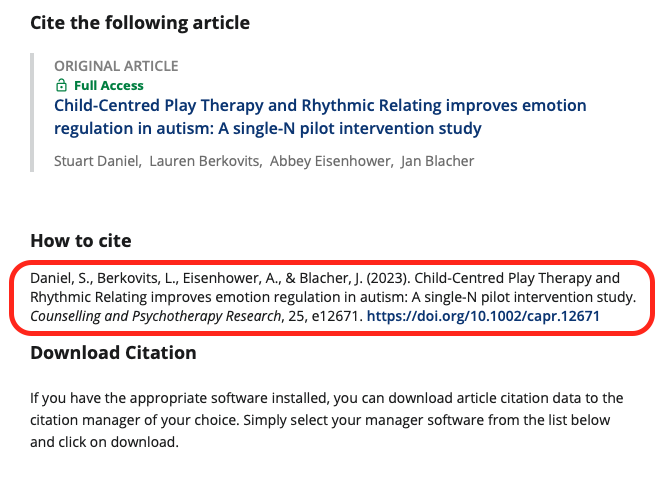 Cite the following article
ORIGINAL ARTICLE
Full Access
Child-Centred Play Therapy and Rhythmic Relating improves emotion
regulation in autism: A single-N pilot intervention study
Stuart Daniel, Lauren Berkovits, Abbey Eisenhower, Jan Blacher
How to cite
Daniel, S., Berkovits, L., Eisenhower, A., & Blacher, J. (2023). Child-Centred Play Therapy and
Rhythmic Relating improves emotion regulation in autism: A single-N pilot intervention study.
Counselling and Psychotherapy Research, 25, e12671. https://doi.org/10.1002/capr.12671
Download Citation
If you have the appropriate software installed, you can download article citation data to the
citation manager of your choice. Simply select your manager software from the list below
and click on download.